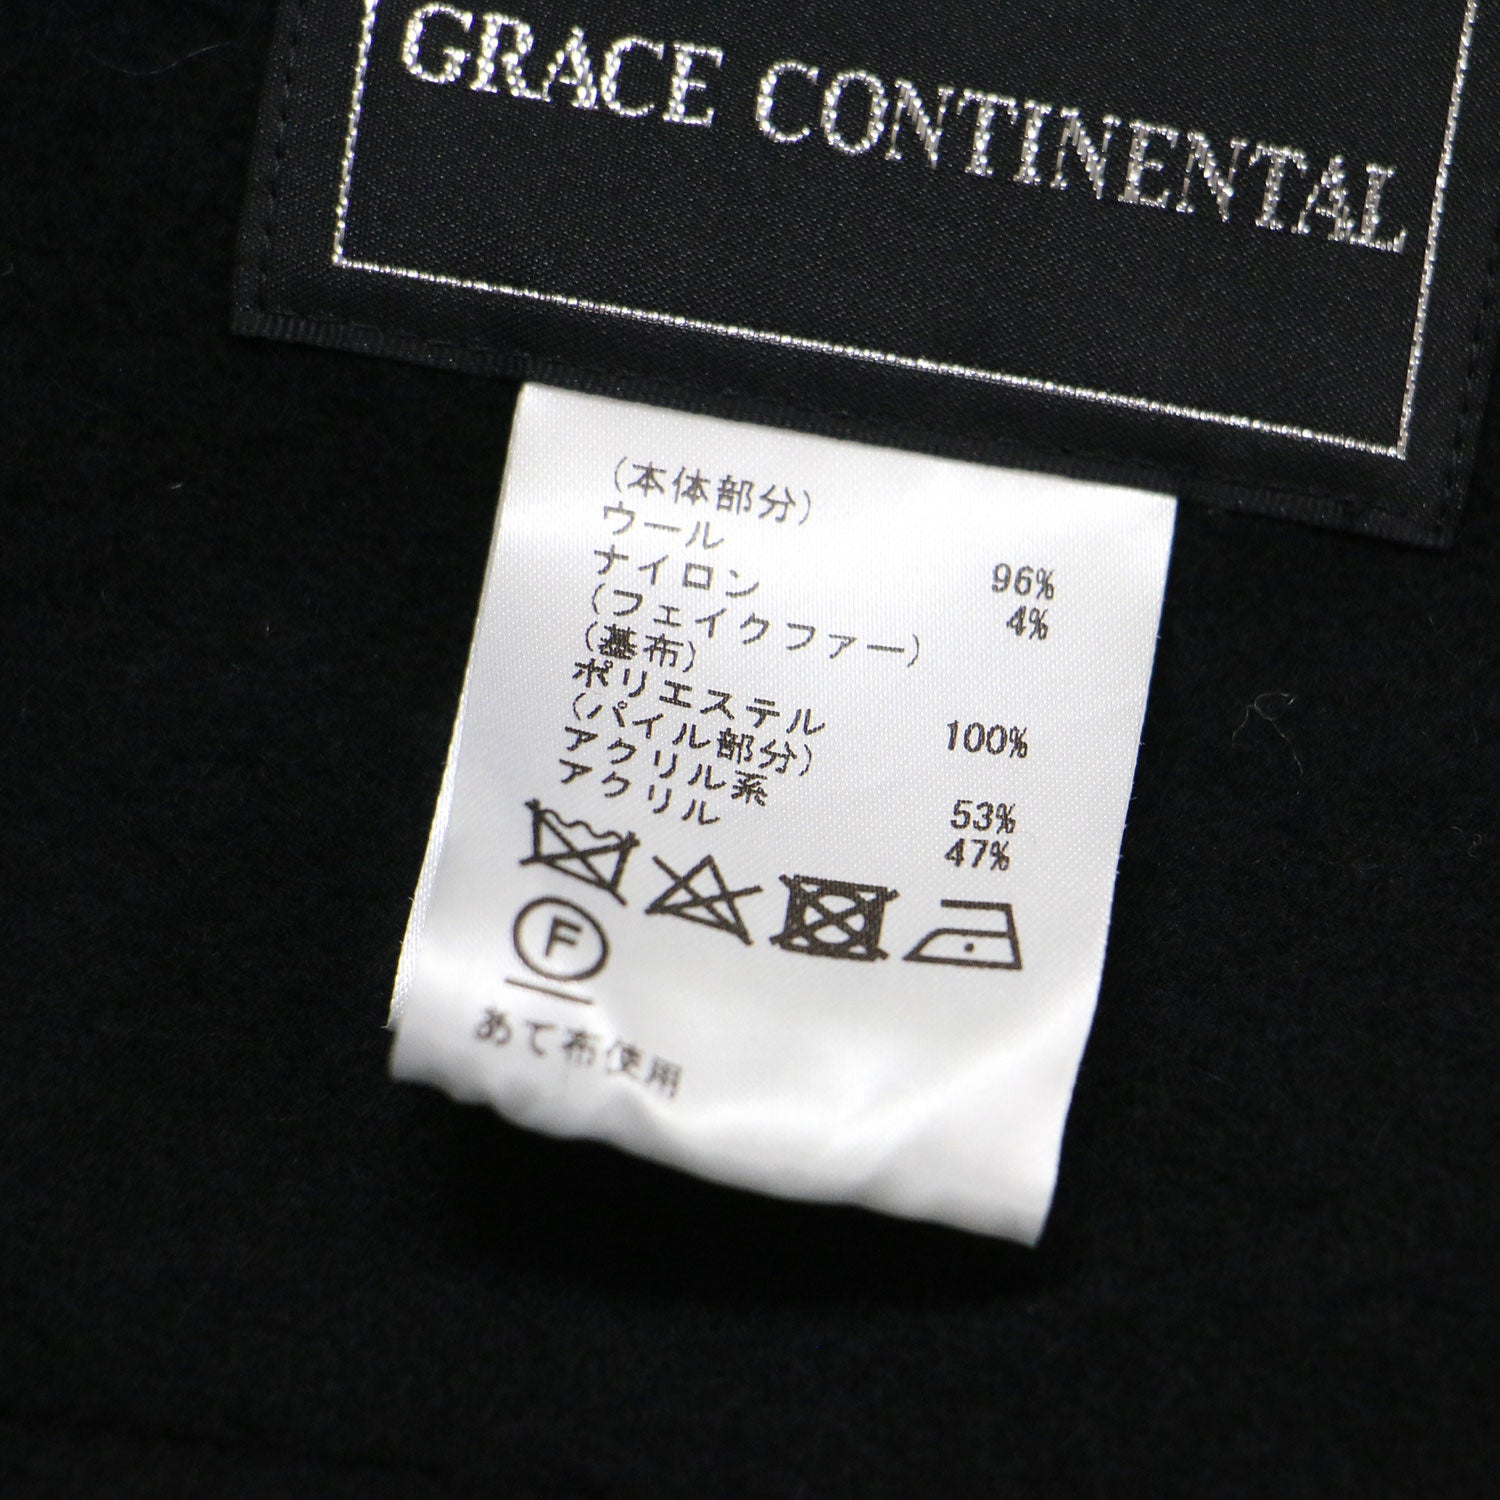 GRACE CONTINENTAL
(本体部分)
ウール 96%
ナイロン 4%
(フェイクファー)
(基布)
ポリエステル 100%
(パイル部分)
アクリル系 53%
アクリル 47%
F
あて布使用